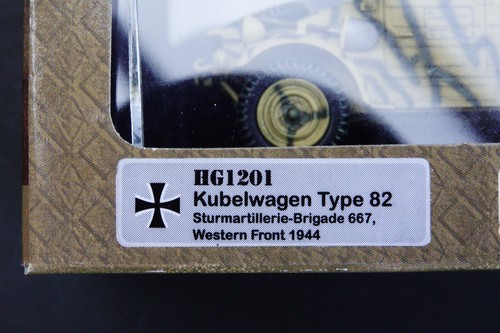 HG1201
Kubelwagen Type 82
Sturmartillerie-Brigade 667,
Western Front 1944